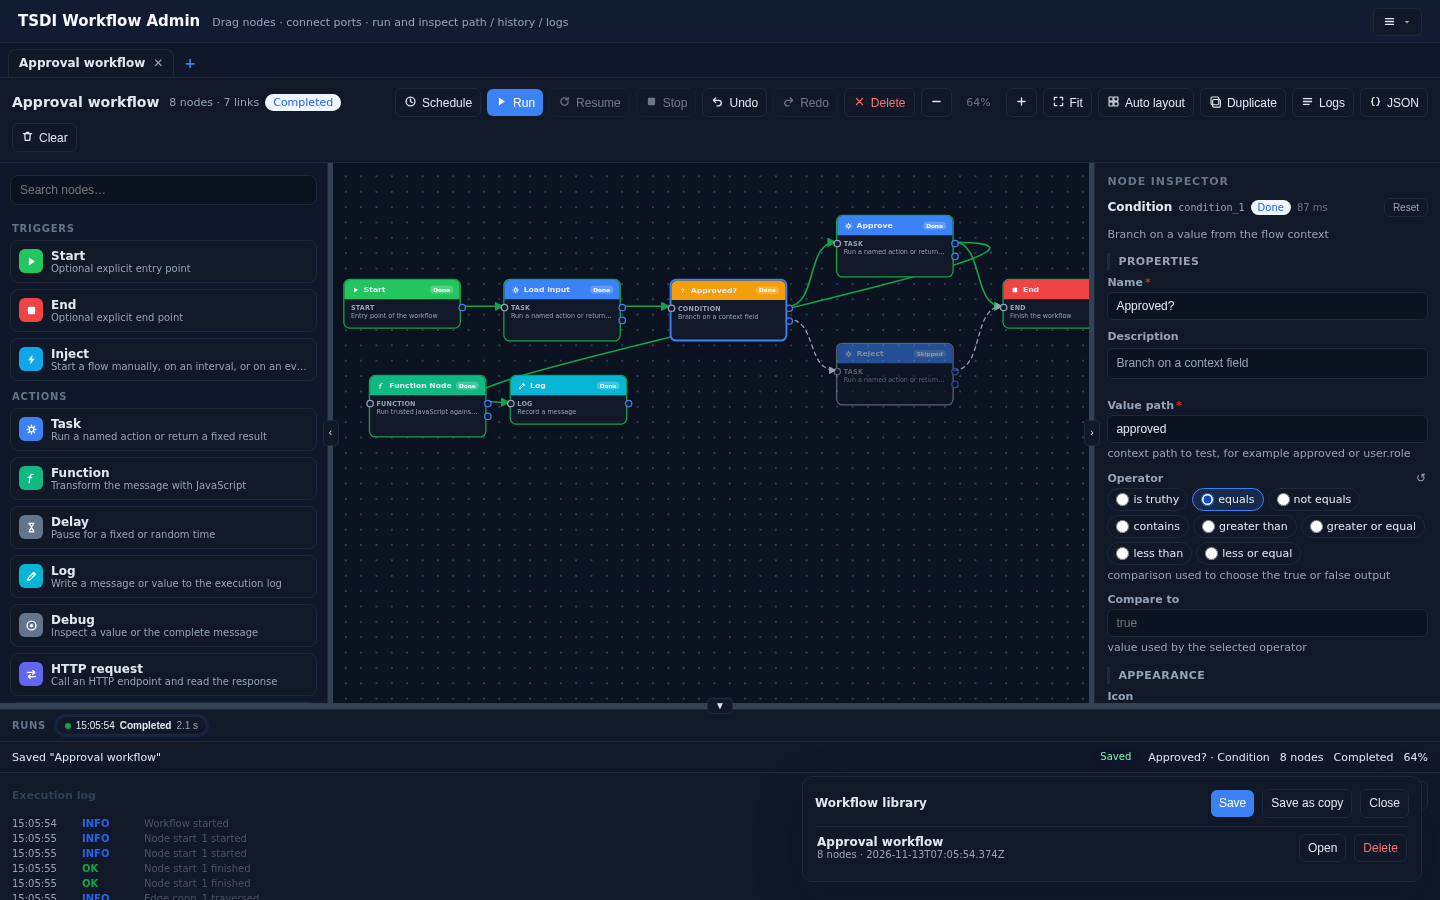 TSDI Workflow Admin Drag nodes · connect ports · run and inspect path / history / logs
Approval workflow ✕ +
Approval workflow 8 nodes · 7 links Completed Schedule Run Resume Stop Undo Redo Delete − 64% + Fit Auto layout Duplicate Logs JSON
Clear
Search nodes…
TRIGGERS
Start
Optional explicit entry point
End
Optional explicit end point
Inject
Start a flow manually, on an interval, or on an ev…
ACTIONS
Task
Run a named action or return a fixed result
Function
Transform the message with JavaScript
Delay
Pause for a fixed or random time
Log
Write a message or value to the execution log
Debug
Inspect a value or the complete message
HTTP request
Call an HTTP endpoint and read the response
Start Done
START
Entry point of the workflow
Load input Done
TASK
Run a named action or return…
Approved? Done
CONDITION
Branch on a context field
Approve Done
TASK
Run a named action or return…
Reject Skipped
TASK
Run a named action or return…
End
END
Finish the workflow
Function Node Done
FUNCTION
Run trusted JavaScript agains…
Log Done
LOG
Record a message
NODE INSPECTOR
Condition condition_1 Done 87 ms Reset
Branch on a value from the flow context
PROPERTIES
Name *
Approved?
Description
Branch on a context field
Value path *
approved
context path to test, for example approved or user.role
Operator ↺
is truthy equals not equals
contains greater than greater or equal
less than less or equal
comparison used to choose the true or false output
Compare to
true
value used by the selected operator
APPEARANCE
Icon
RUNS 15:05:54 Completed 2.1 s
Saved "Approval workflow" Saved Approved? · Condition 8 nodes Completed 64%
Execution log
15:05:54 INFO Workflow started
15:05:55 INFO Node start_1 started
15:05:55 INFO Node start_1 started
15:05:55 OK Node start_1 finished
15:05:55 OK Node start_1 finished
15:05:55 INFO Edge conn_1 traversed
Workflow library Save Save as copy Close
Approval workflow
8 nodes · 2026-11-13T07:05:54.374Z
Open Delete